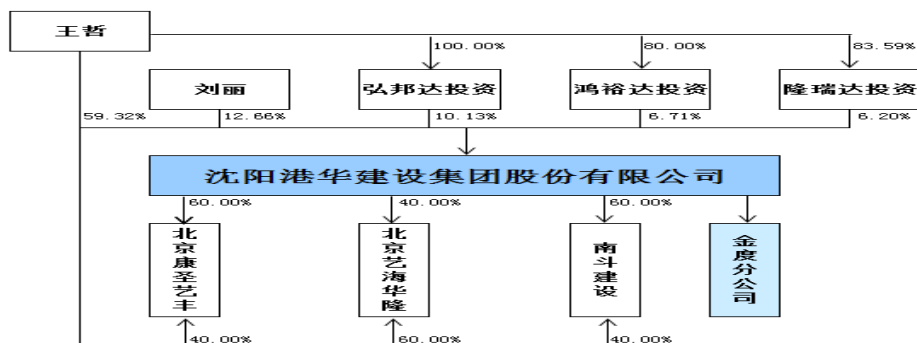 王哲
100.00% 80.00% 83.59%
刘丽 弘邦达投资 鸿裕达投资 隆瑞达投资
59.32% 12.66% 10.13% 6.71% 6.20%
沈阳港华建设集团股份有限公司
60.00% 40.00% 60.00%
北京康圣艺丰
北京艺海华隆
南斗建设
金度分公司
40.00% 60.00% 40.00%